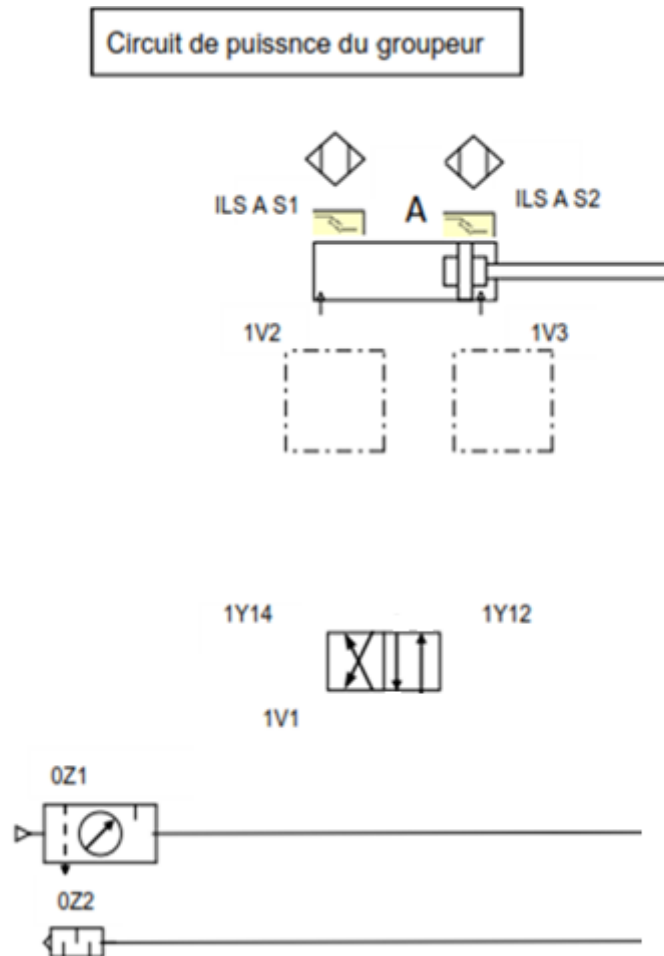 Circuit de puissnce du groupeur
ILS A S1
A
ILS A S2
1V2
1V3
1Y14
1Y12
1V1
0Z1
0Z2